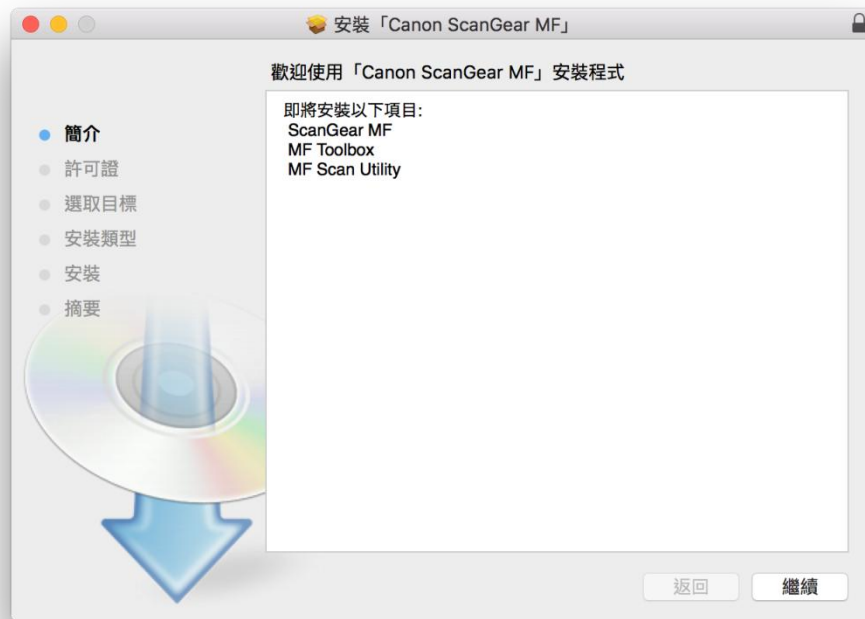 安裝「Canon ScanGear MF」
歡迎使用「Canon ScanGear MF」安裝程式
簡介
許可證
選取目標
安裝類型
安裝
摘要
即將安裝以下項目:
ScanGear MF
MF Toolbox
MF Scan Utility
返回
繼續